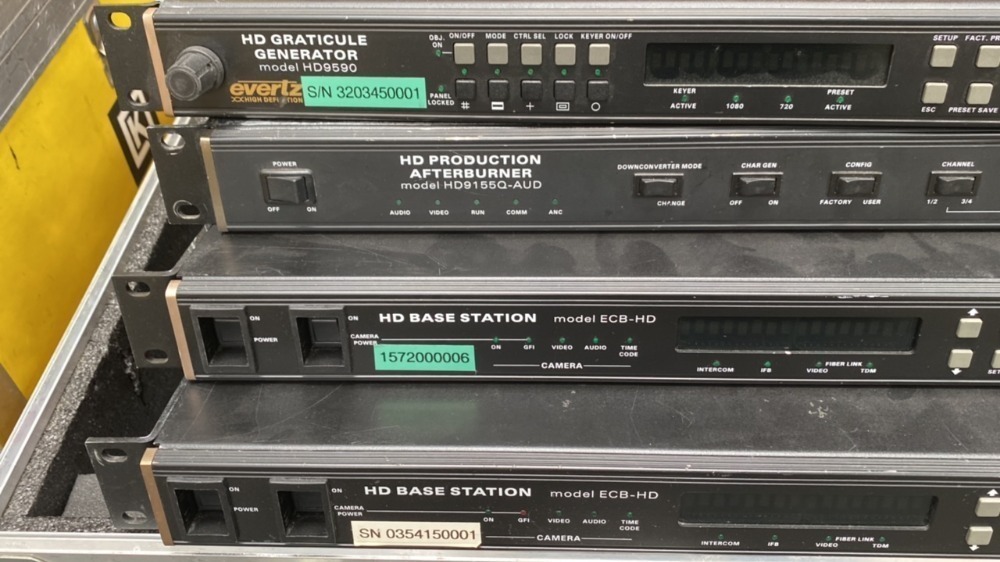 HD GRATICULE
GENERATOR
model HD9590
evertz
HIGH DEFINITION
S/N 3203450001
OBJ. ON
ON/OFF MODE CTRL SEL LOCK KEYER ON/OFF
PANEL LOCKED
KEYER ACTIVE 1080 720 PRESET ACTIVE
SETUP FACT. PR
ESC PRESET SAVE
POWER
OFF ON
HD PRODUCTION
AFTERBURNER
model HD9155Q-AUD
AUDIO VIDEO RUN COMM ANC
DOWNCONVERTER MODE CHAR GEN CONFIG CHANNEL
CHANGE OFF ON FACTORY USER 1/2 3/4
ON POWER
ON CAMERA POWER
HD BASE STATION model ECB-HD
1572000006
ON GFI VIDEO AUDIO TIME CODE
CAMERA
INTERCOM IFB VIDEO FIBER LINK TDM
SET
ON POWER
ON CAMERA POWER
HD BASE STATION model ECB-HD
SN 0354150001
ON GFI VIDEO AUDIO TIME CODE
CAMERA
INTERCOM IFB VIDEO FIBER LINK TDM